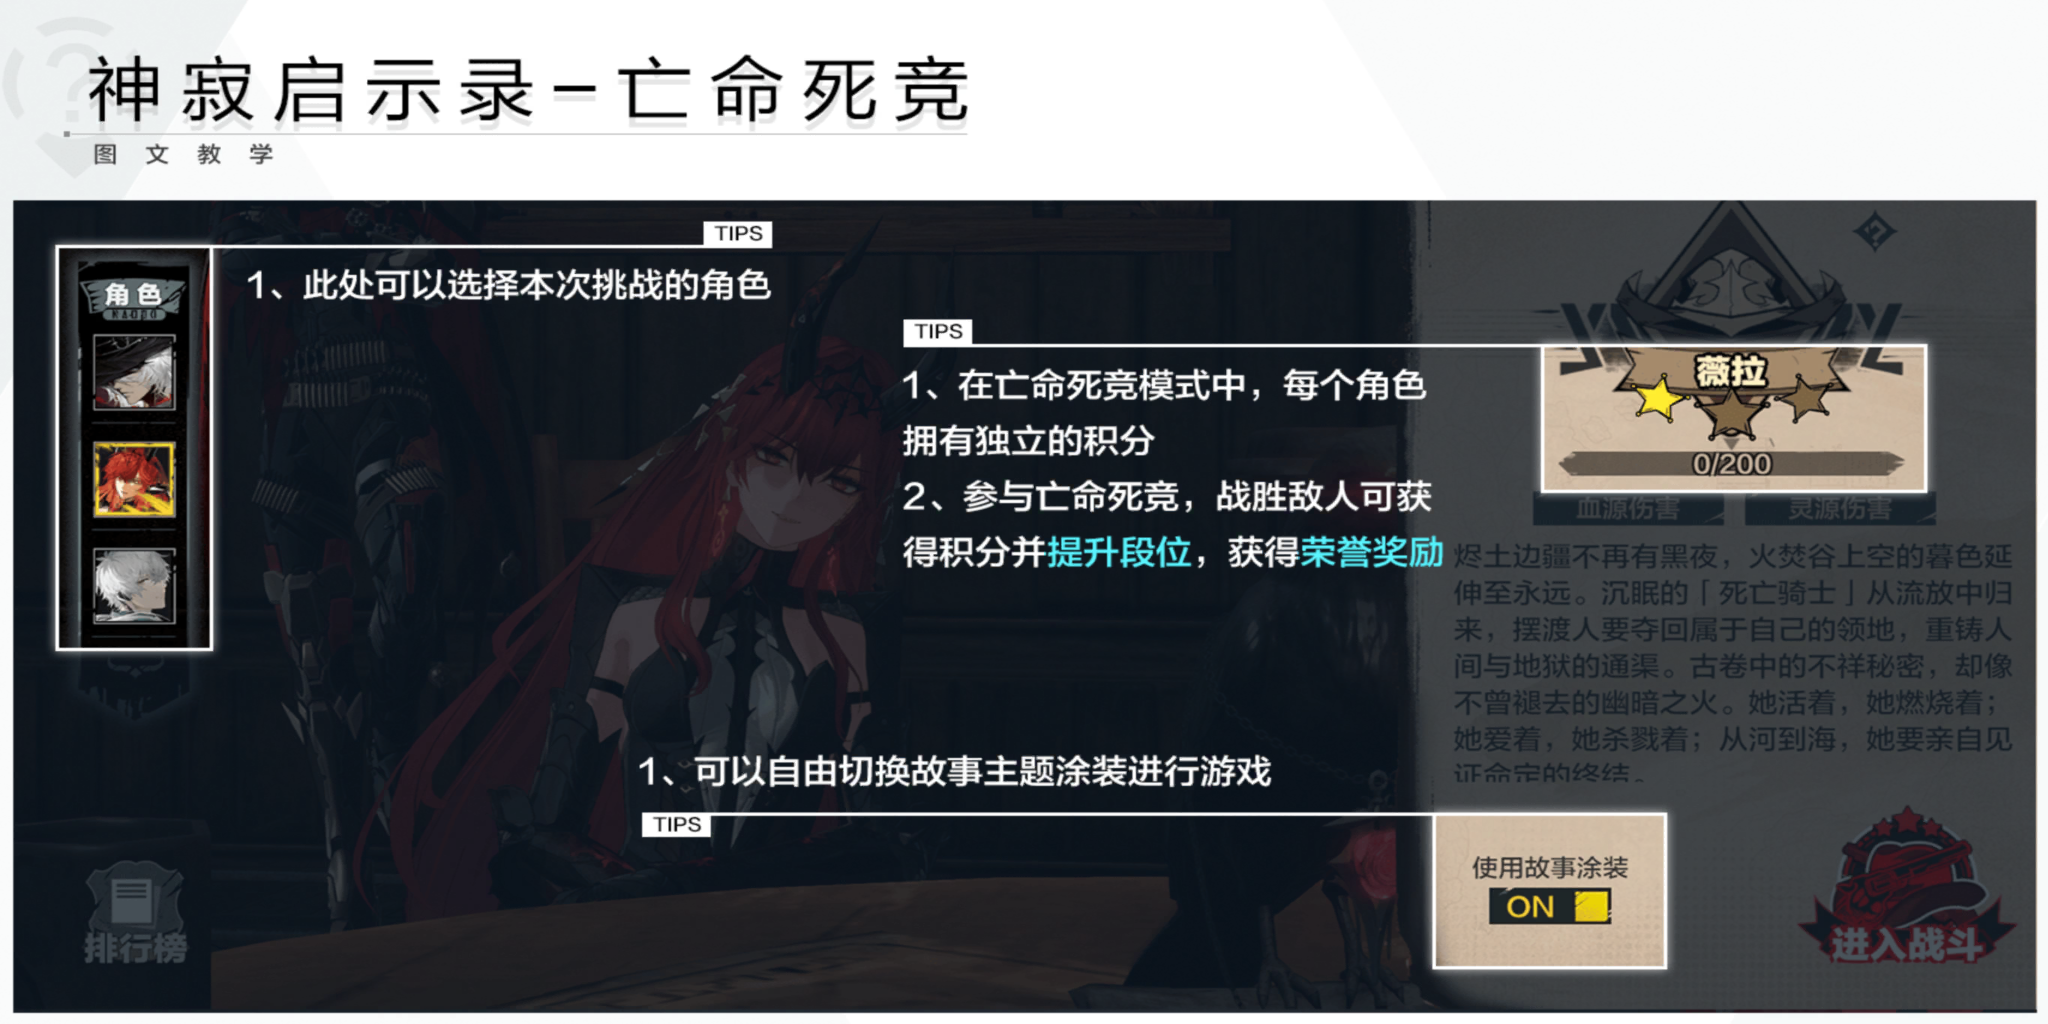 神寂启示录-亡命死竞
图文教学
TIPS
角色
1、此处可以选择本次挑战的角色
TIPS
1、在亡命死竞模式中，每个角色
拥有独立的积分
2、参与亡命死竞，战胜敌人可获
得积分并提升段位，获得荣誉奖励
薇拉
0/200
血源伤害
灵源伤害
烬土边疆不再有黑夜，火焚谷上空的暮色延
伸至永远。沉眠的「死亡骑士」从流放中归
来，摆渡人要夺回属于自己的领地，重铸人
间与地狱的通渠。古卷中的不祥秘密，却像
不曾褪去的幽暗之火。她活着，她燃烧着；
她爱着，她杀戮着；从河到海，她要亲自见
证命定的终结。
1、可以自由切换故事主题涂装进行游戏
TIPS
使用故事涂装
ON
排行榜
进入战斗